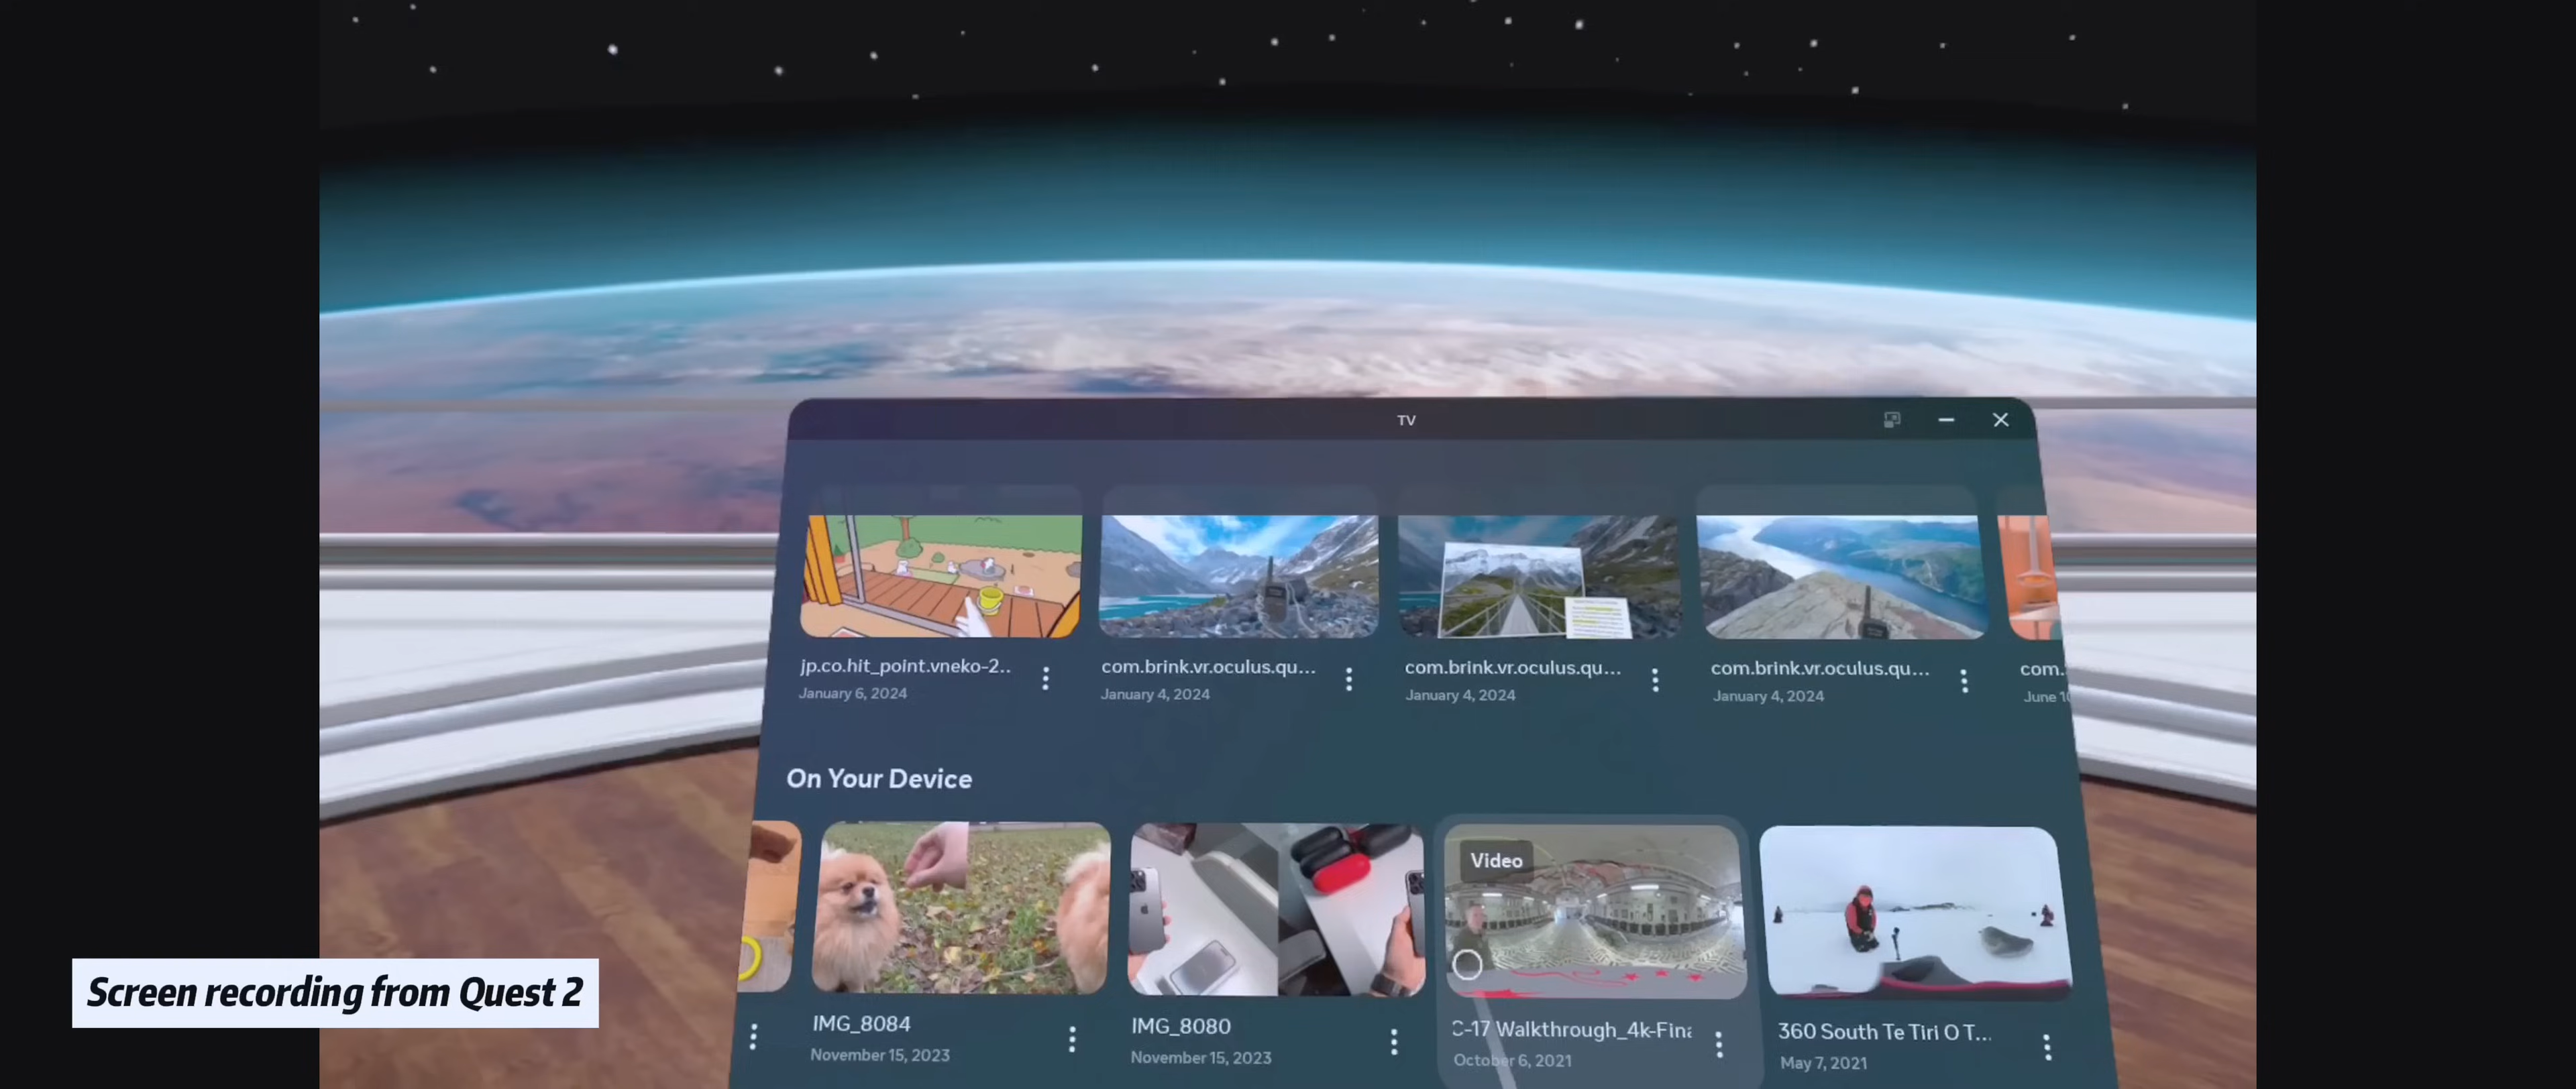 TV
jp.co.hit_point.vneko-2..
January 6, 2024
com.brink.vr.oculus.qu...
January 4, 2024
com.brink.vr.oculus.qu...
January 4, 2024
com.brink.vr.oculus.qu...
January 4, 2024
com.
June 10
On Your Device
Video
IMG_8084
November 15, 2023
IMG_8080
November 15, 2023
C-17 Walkthrough_4k-Fina
October 6, 2021
360 South Te Tiri O T...
May 7, 2021
Screen recording from Quest 2